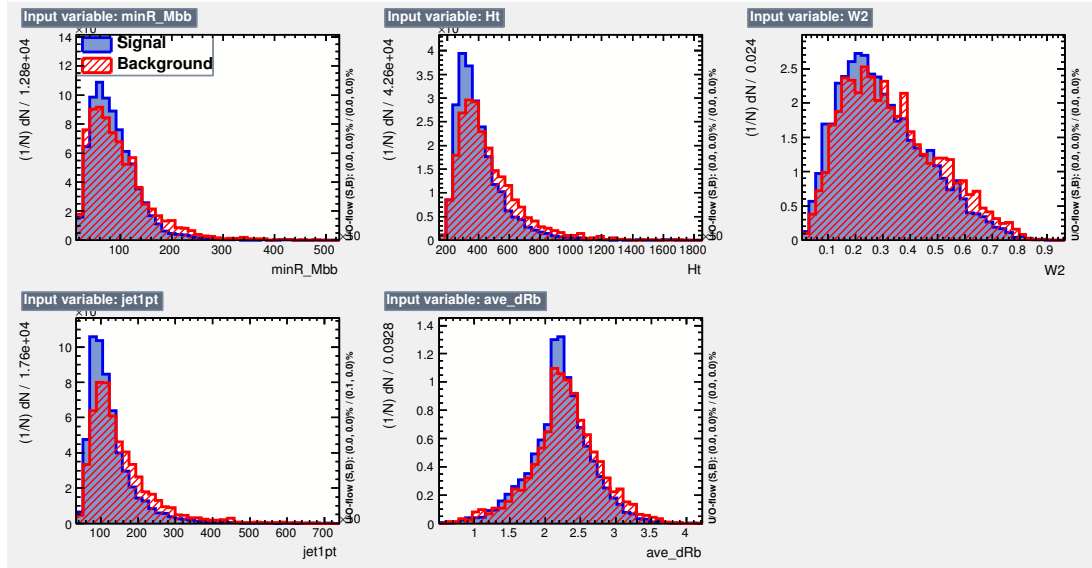 Input variable: minR_Mbb
Signal
Background
(1/N) dN / 1.28e+04
14
12
10
8
6
4
2
0
100 200 300 400 500
minR_Mbb
U/O-flow (S,B): (0.0, 0.0)% / (0.0, 0.0)%
Input variable: Ht
(1/N) dN / 4.26e+04
4
3.5
3
2.5
2
1.5
1
0.5
0
200 400 600 800 1000 1200 1400 1600 1800
Ht
U/O-flow (S,B): (0.0, 0.0)% / (0.0, 0.0)%
Input variable: W2
(1/N) dN / 0.024
2.5
2
1.5
1
0.5
0
0.1 0.2 0.3 0.4 0.5 0.6 0.7 0.8 0.9
W2
U/O-flow (S,B): (0.0, 0.0)% / (0.0, 0.0)%
Input variable: jet1pt
(1/N) dN / 1.76e+04
10
8
6
4
2
0
100 200 300 400 500 600 700
jet1pt
U/O-flow (S,B): (0.0, 0.0)% / (0.1, 0.0)%
Input variable: ave_dRb
(1/N) dN / 0.0928
1.4
1.2
1
0.8
0.6
0.4
0.2
0
1 1.5 2 2.5 3 3.5 4
ave_dRb
U/O-flow (S,B): (0.0, 0.0)% / (0.0, 0.0)%